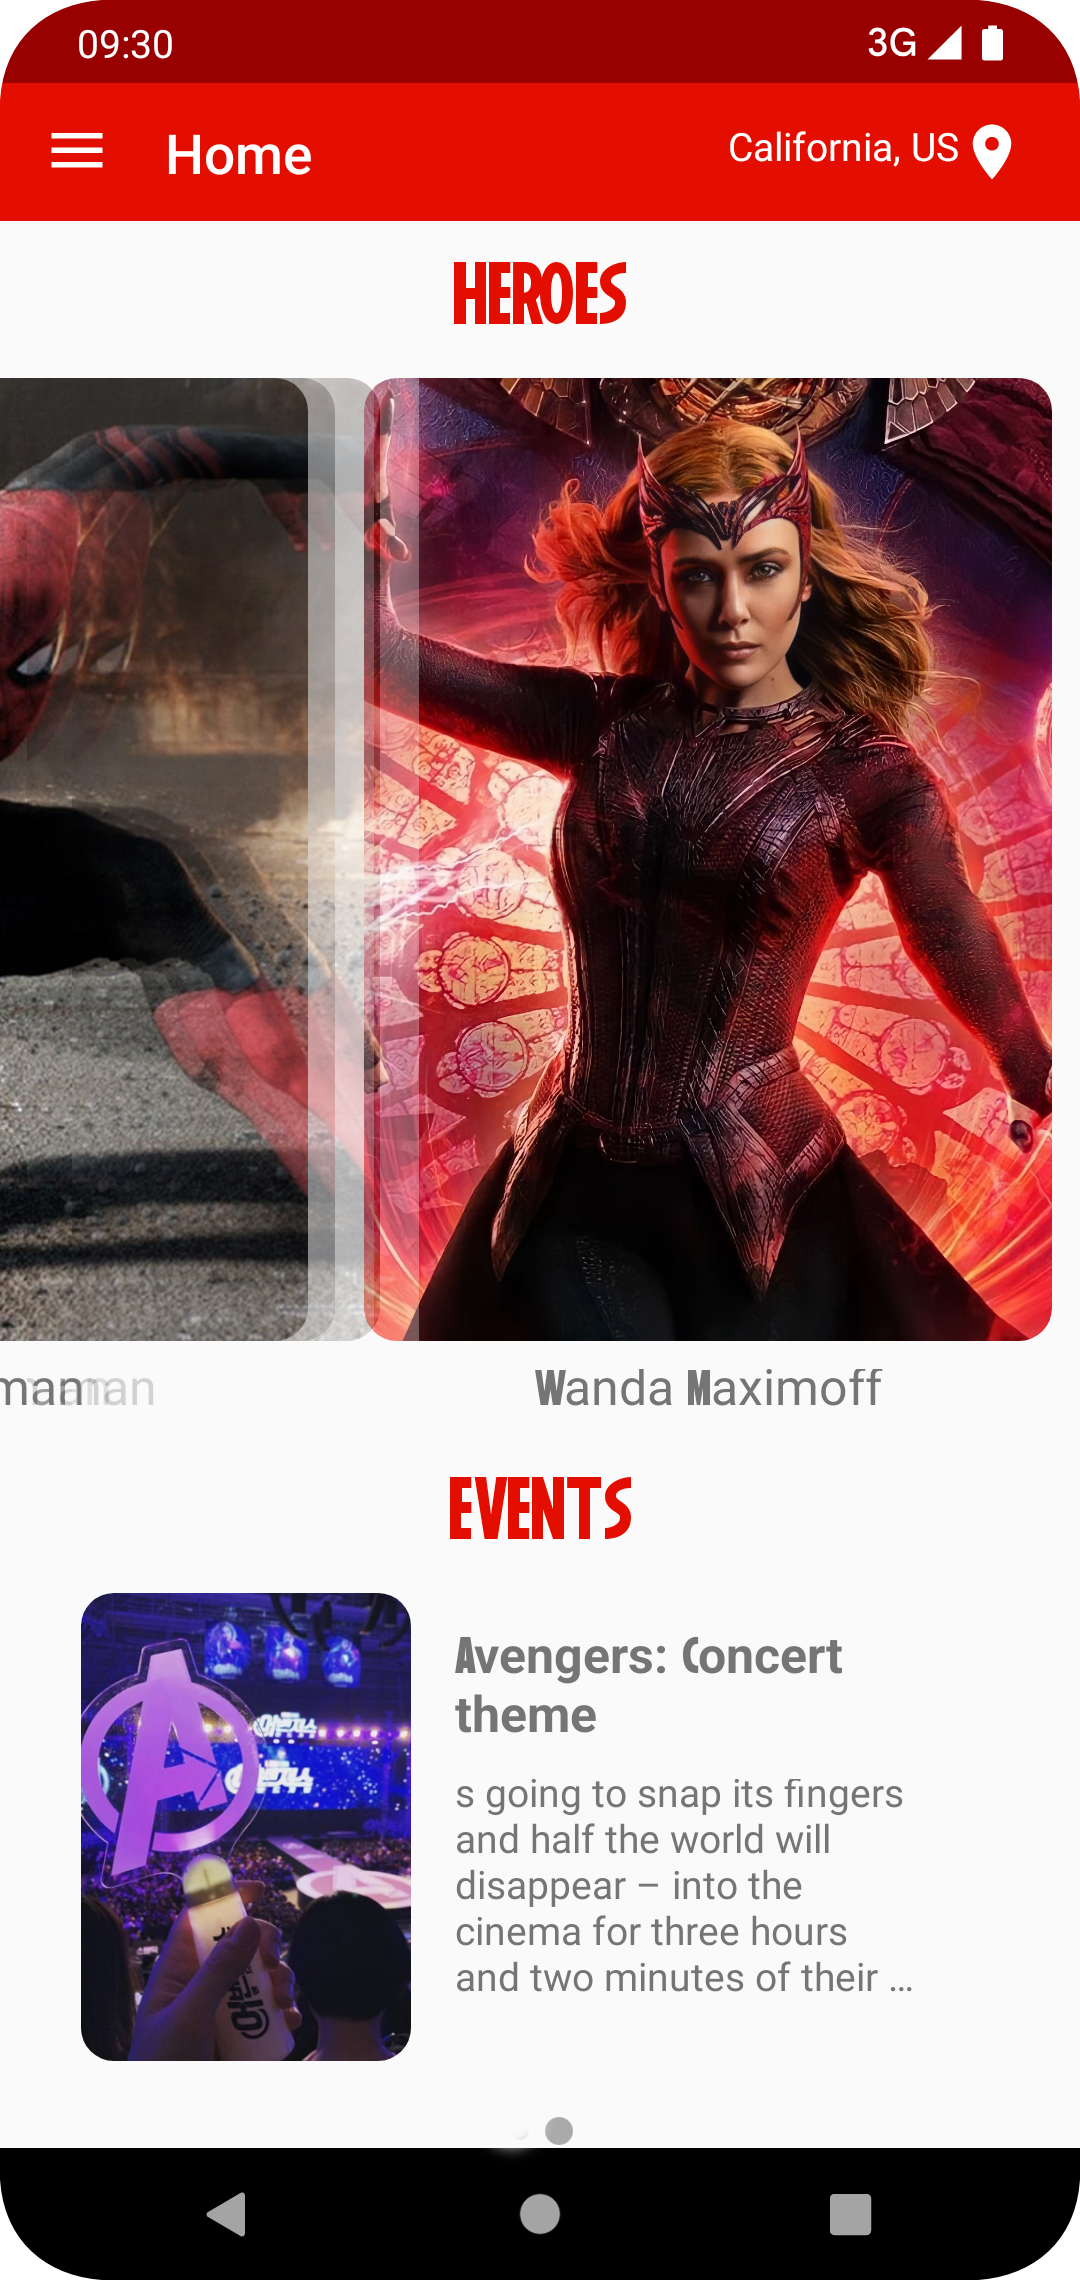 09:30
3G
Home
California, US
HEROES
Wanda Maximoff
EVENTS
Avengers: Concert
theme
s going to snap its fingers
and half the world will
disappear – into the
cinema for three hours
and two minutes of their ...